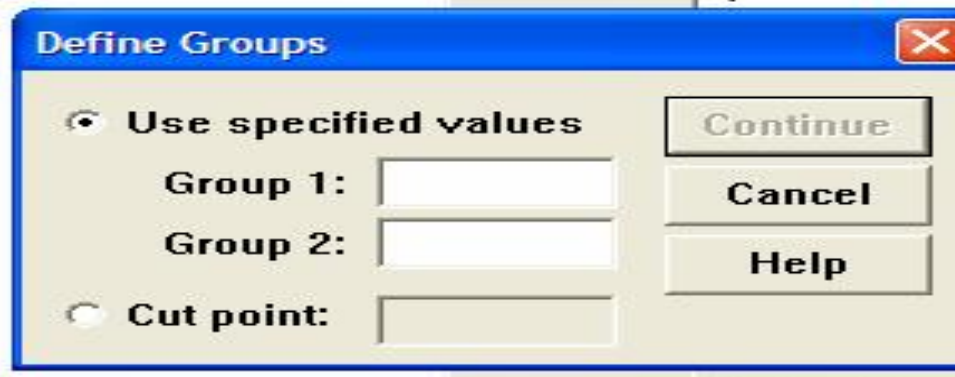 Define Groups
Use specified values
Continue
Group 1:
Cancel
Group 2:
Help
Cut point: